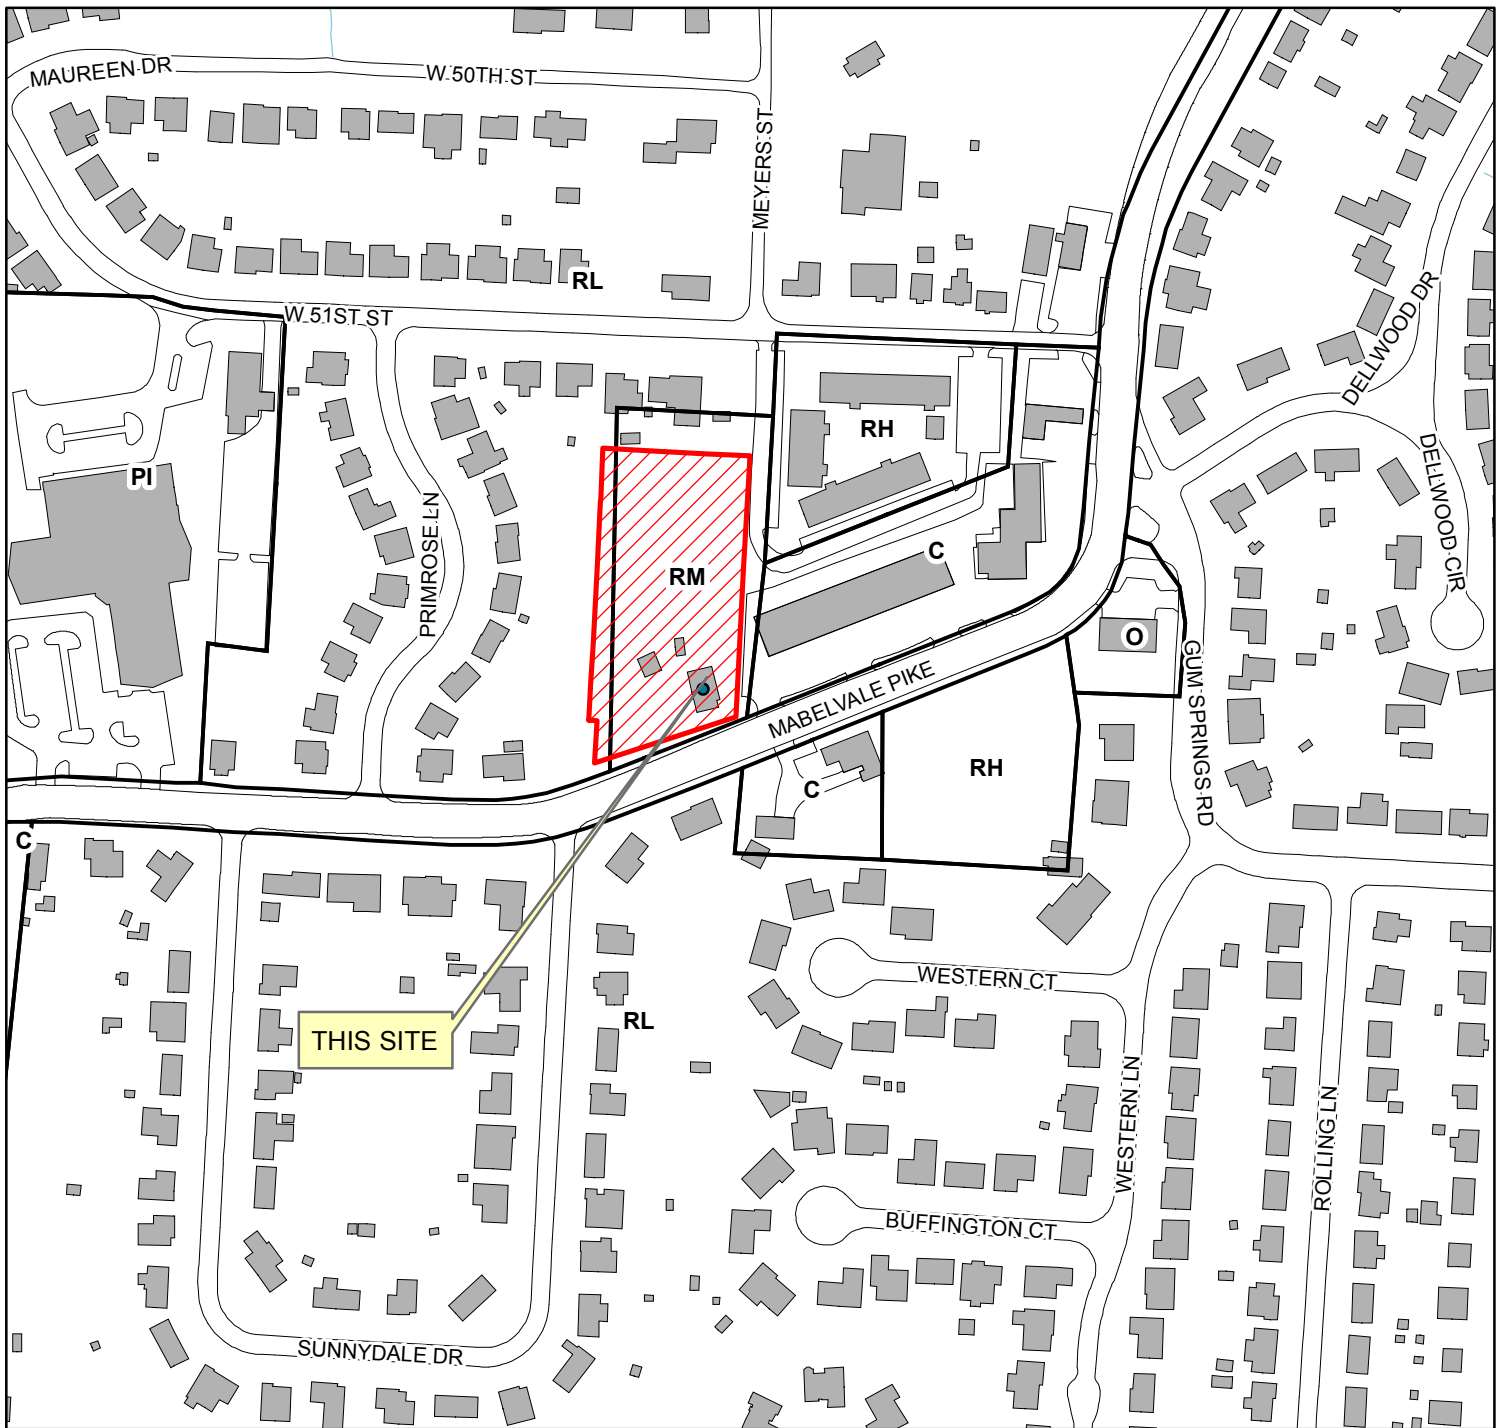 MAUREEN DR
W 50TH ST
MEYERS ST
RL
W 51ST ST
DELLWOOD DR
RH
PI
DELLWOOD CIR
PRIMROSE LN
C
RM
O
GUM SPRINGS RD
MABELVALE PIKE
RH
C
C
WESTERN CT
RL
THIS SITE
WESTERN LN
ROLLING LN
BUFFINGTON CT
SUNNYDALE DR